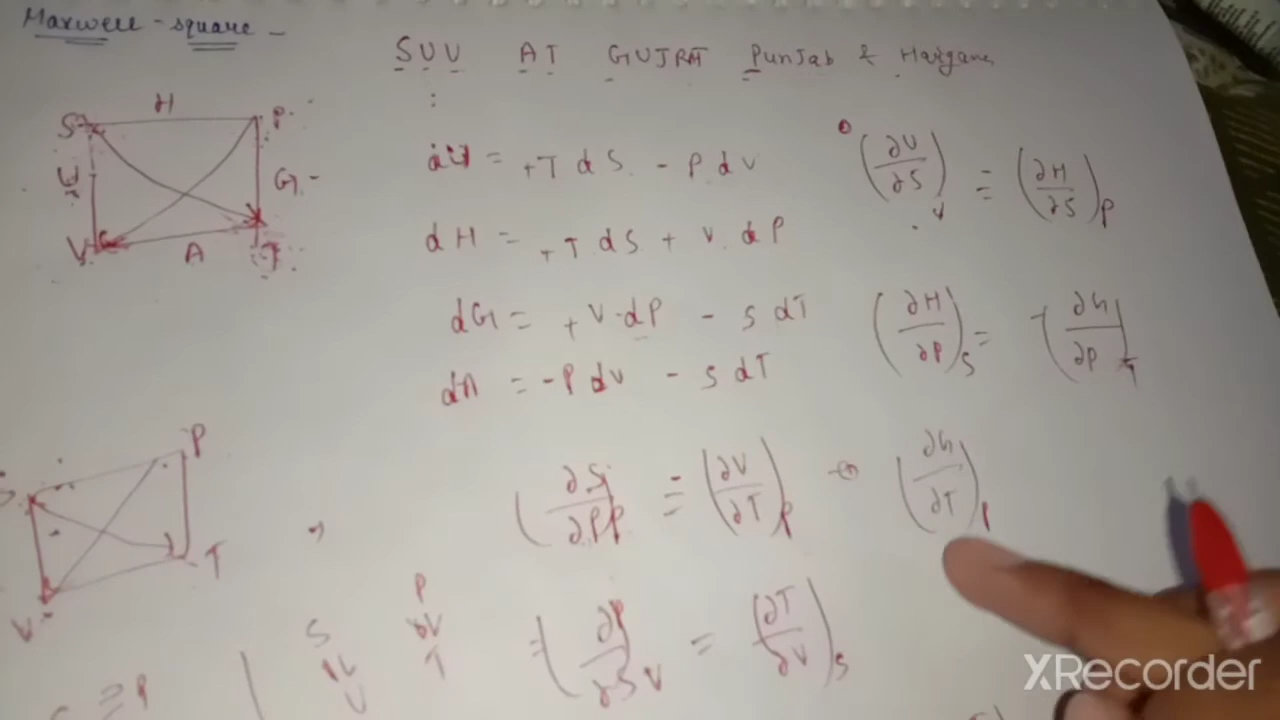 Maxwell - square -
SUV AT GUJRAT Punjab & Haryana
S H P
U G -
V A T
:
dU = +T dS - P dV
dH = +T dS + V. dP
dG = + V·dP - S dT
dA = -P dV - S dT
(∂U/∂S)V = (∂H/∂S)P
(∂H/∂P)S = (∂G/∂P)T
S P
V T
(∂S/∂P)P = (∂V/∂T)P
(∂G/∂T)P
S P
V T
(∂P/∂S)V = (∂T/∂V)S
XRecorder